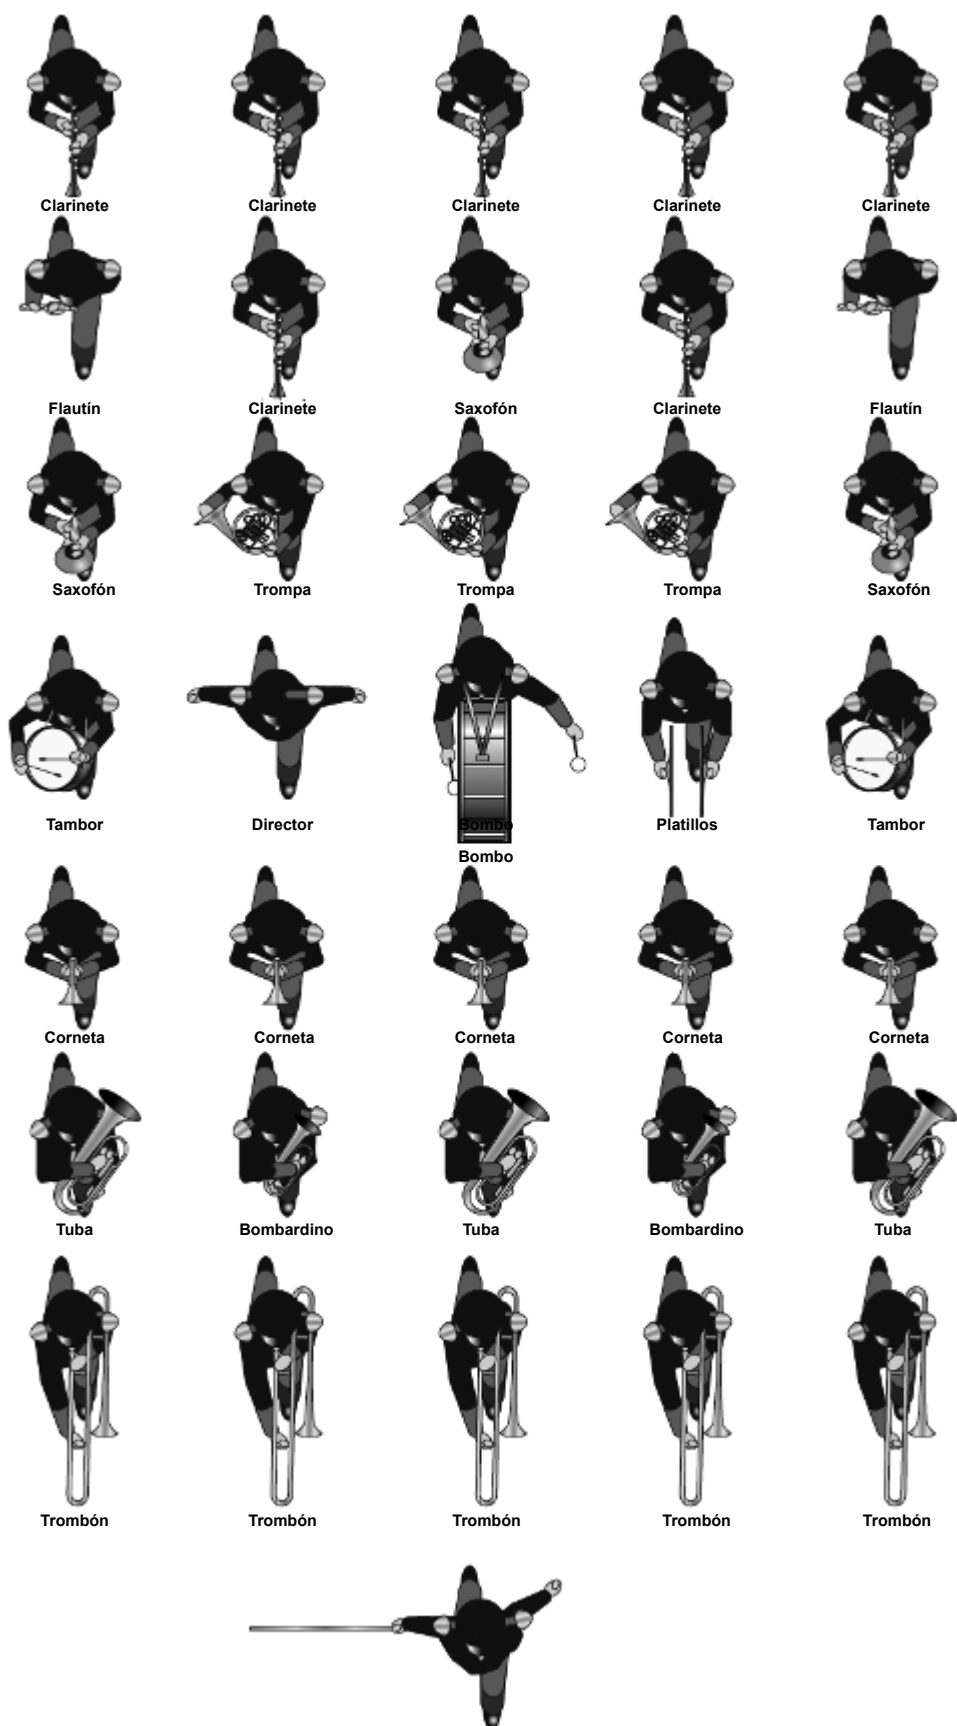 Clarinete Clarinete Clarinete Clarinete Clarinete
Flautín Clarinete Saxofón Clarinete Flautín
Saxofón Trompa Trompa Trompa Saxofón
Tambor Director Bombo Platillos Tambor
Bombo
Corneta Corneta Corneta Corneta Corneta
Tuba Bombardino Tuba Bombardino Tuba
Trombón Trombón Trombón Trombón Trombón